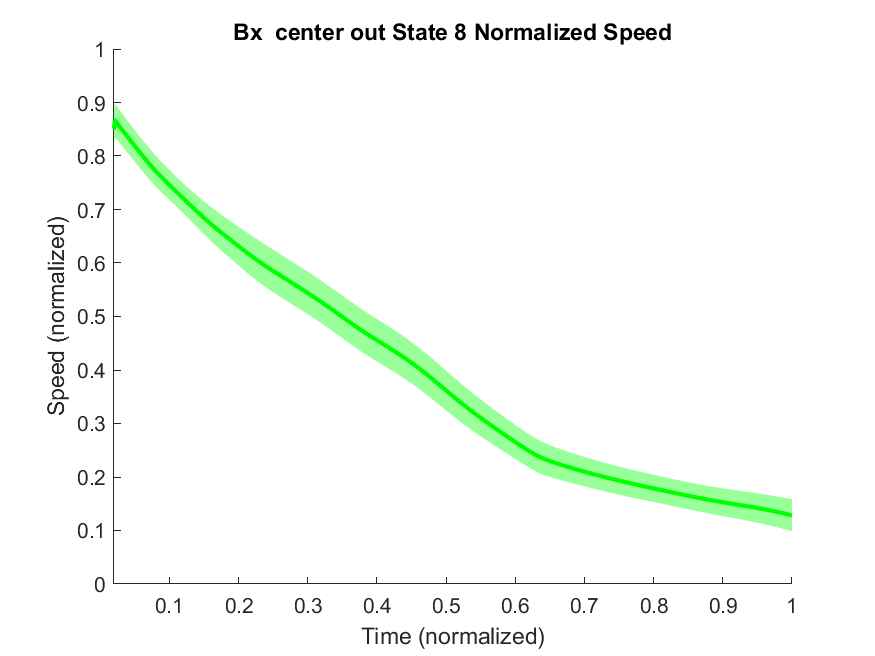 Bx  center out State 8 Normalized Speed
1
0.9
0.8
0.7
0.6
0.5
0.4
0.3
0.2
0.1
0
Speed (normalized)
0.1 0.2 0.3 0.4 0.5 0.6 0.7 0.8 0.9 1
Time (normalized)